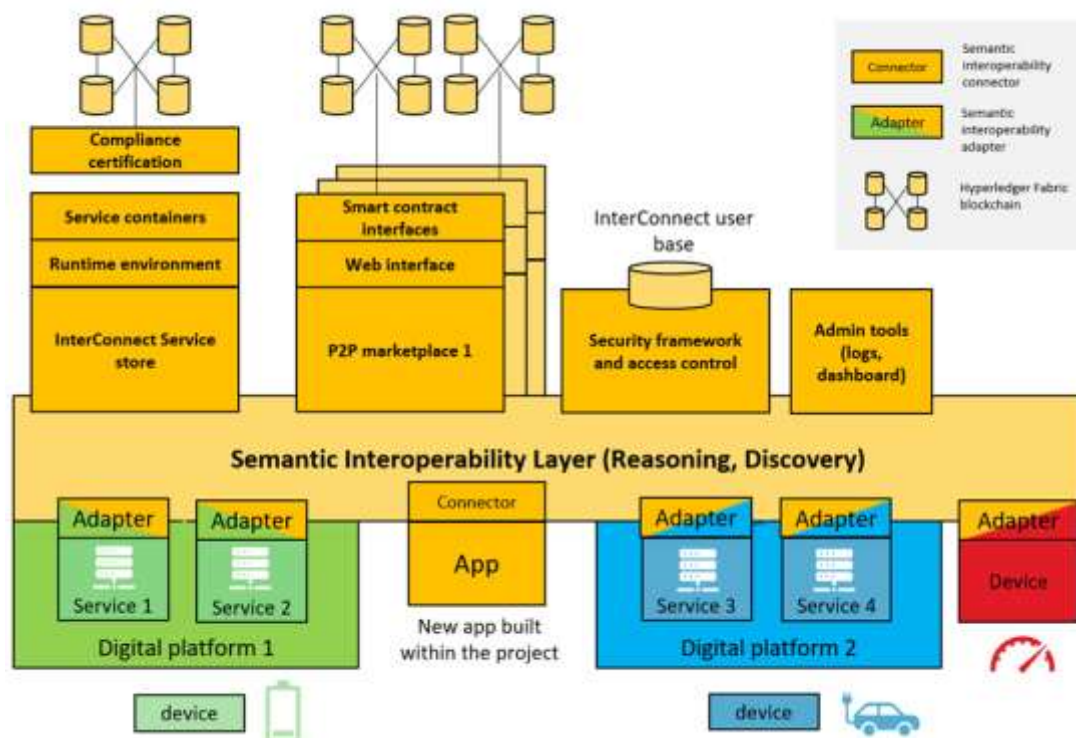 Compliance
certification
Service containers
Runtime environment
InterConnect Service
store
Smart contract
interfaces
Web interface
P2P marketplace 1
InterConnect user
base
Security framework
and access control
Admin tools
(logs,
dashboard)
Connector
Semantic
interoperability
connector
Adapter
Semantic
interoperability
adapter
Hyperledger Fabric
blockchain
Semantic Interoperability Layer (Reasoning, Discovery)
Adapter
Service 1
Adapter
Service 2
Digital platform 1
device
Connector
App
New app built
within the project
Adapter
Service 3
Adapter
Service 4
Digital platform 2
device
Adapter
Device